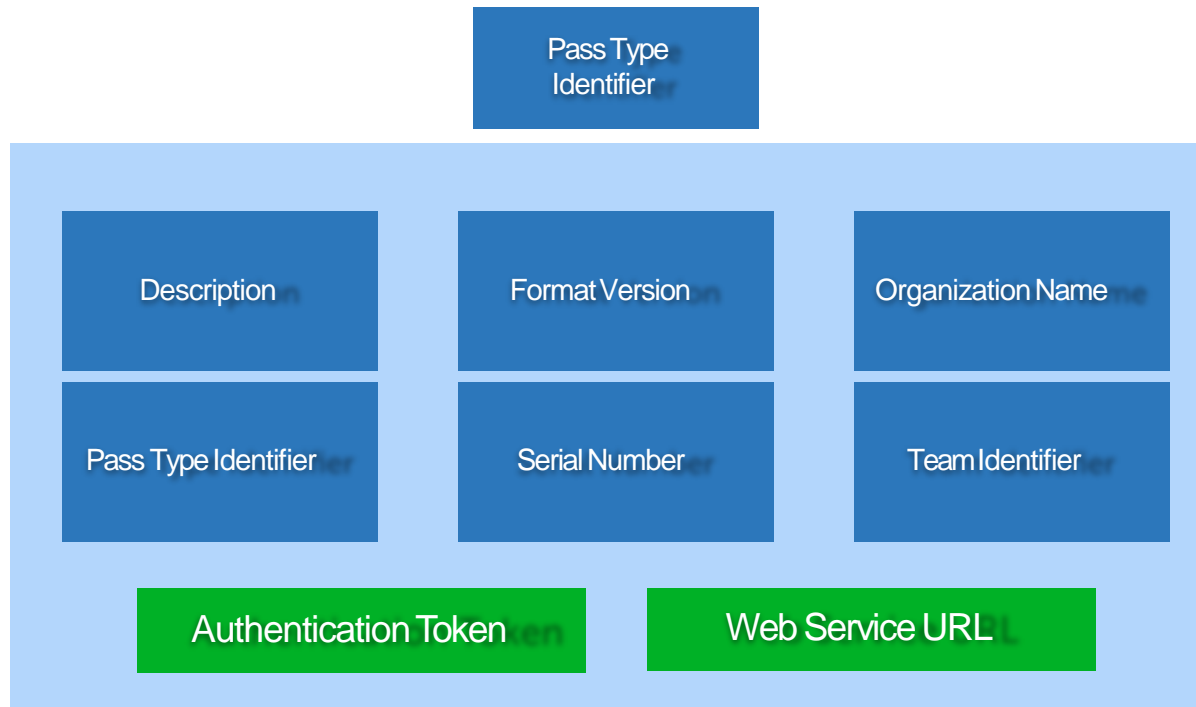 Pass Type
Identifier
Description
Format Version
Organization Name
Pass Type Identifier
Serial Number
Team Identifier
Authentication Token
Web Service URL